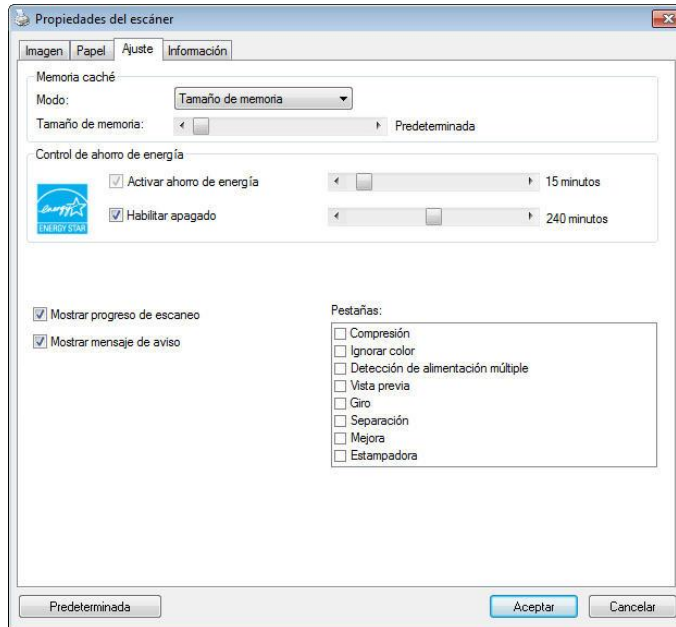 Propiedades del escáner
Imagen Papel Ajuste Información
Memoria caché
Modo: Tamaño de memoria
Tamaño de memoria: Predeterminada
Control de ahorro de energía
energy
ENERGY STAR
Activar ahorro de energía 15 minutos
Habilitar apagado 240 minutos
Mostrar progreso de escaneo
Mostrar mensaje de aviso
Pestañas:
Compresión
Ignorar color
Detección de alimentación múltiple
Vista previa
Giro
Separación
Mejora
Estampadora
Predeterminada Aceptar Cancelar